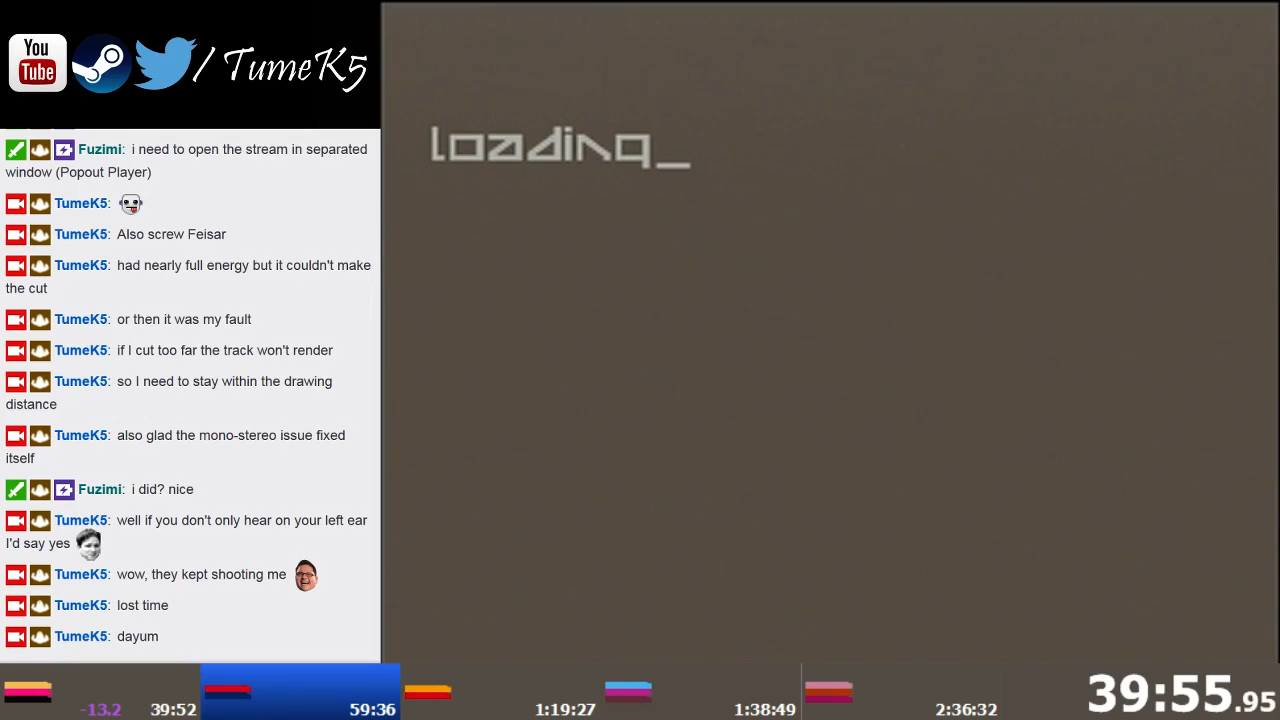 You
Tube
/ TumeK5
Fuzimi: i need to open the stream in separated
window (Popout Player)
TumeK5:
TumeK5: Also screw Feisar
TumeK5: had nearly full energy but it couldn't make
the cut
TumeK5: or then it was my fault
TumeK5: if I cut too far the track won't render
TumeK5: so I need to stay within the drawing
distance
TumeK5: also glad the mono-stereo issue fixed
itself
Fuzimi: i did? nice
TumeK5: well if you don't only hear on your left ear
I'd say yes
TumeK5: wow, they kept shooting me
TumeK5: lost time
TumeK5: dayum
loading_
-13.2 39:52
59:36
1:19:27
1:38:49
2:36:32
39:55.95